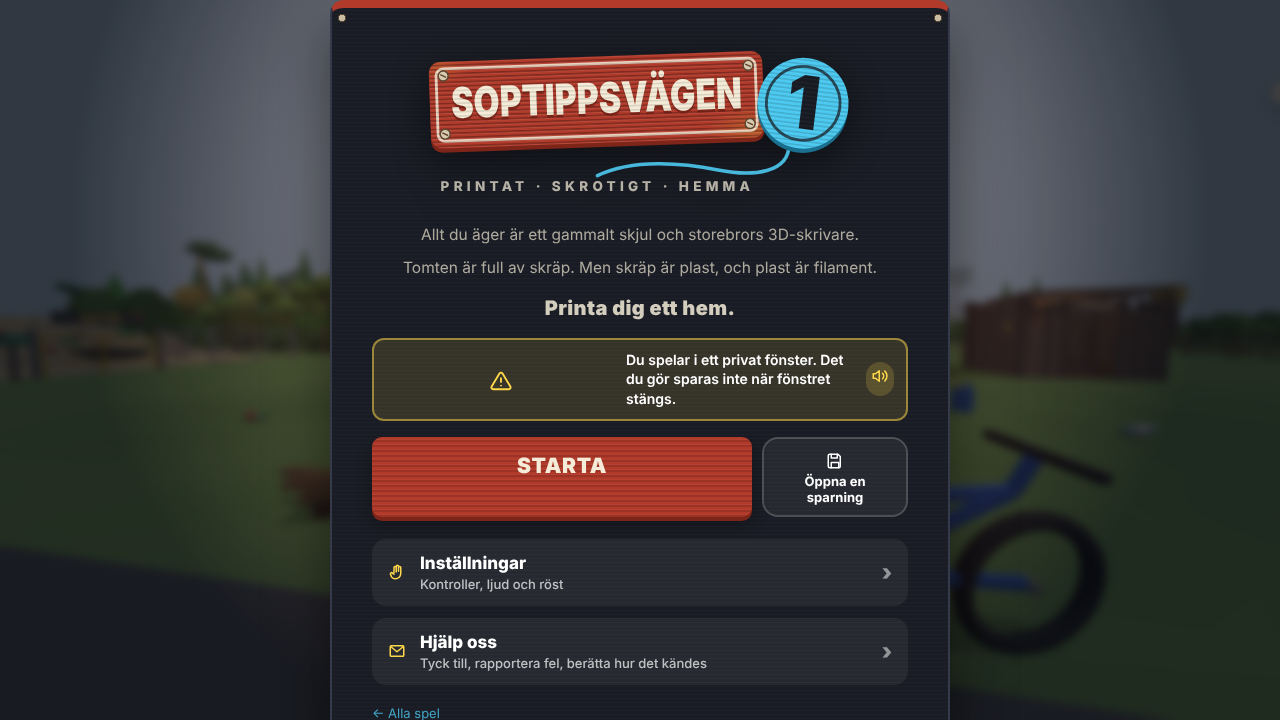 SOPTIPPSVÄGEN
1
PRINTAT · SKROTIGT · HEMMA
Allt du äger är ett gammalt skjul och storebrors 3D-skrivare.
Tomten är full av skräp. Men skräp är plast, och plast är filament.
Printa dig ett hem.
Du spelar i ett privat fönster. Det
du gör sparas inte när fönstret
stängs.
STARTA
Öppna en
sparning
Inställningar
Kontroller, ljud och röst
Hjälp oss
Tyck till, rapportera fel, berätta hur det kändes
← Alla spel